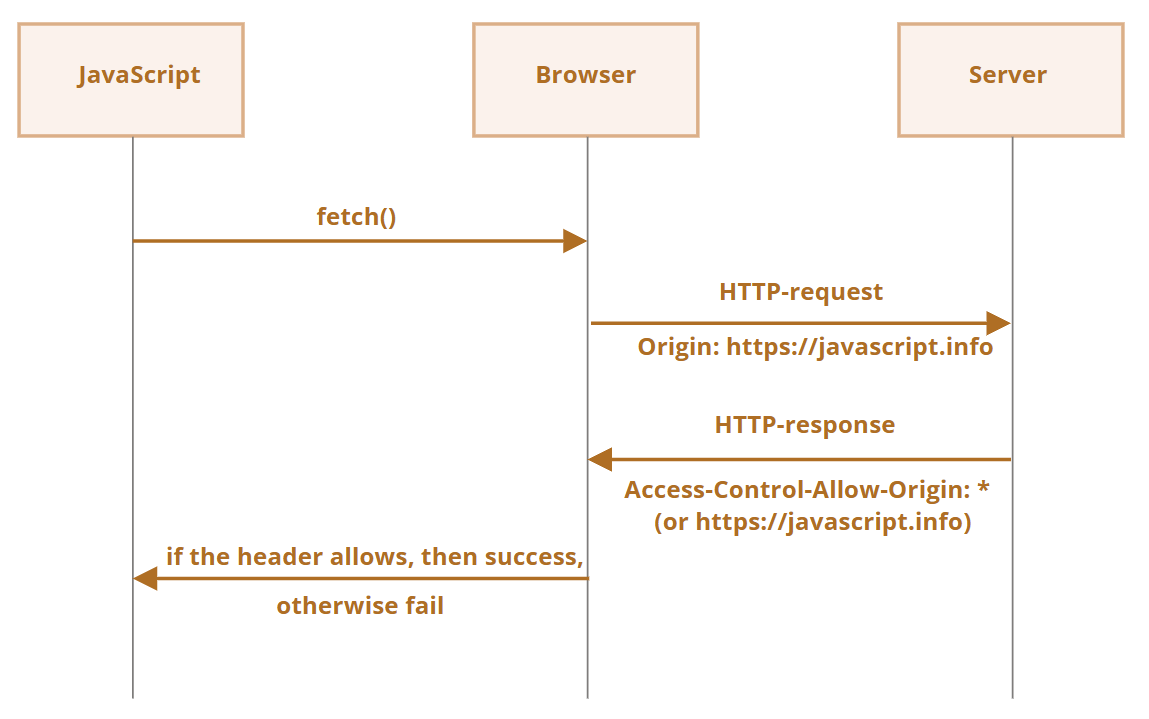 JavaScript
Browser
Server
fetch()
HTTP-request
Origin: https://javascript.info
HTTP-response
Access-Control-Allow-Origin: *
(or https://javascript.info)
if the header allows, then success,
otherwise fail